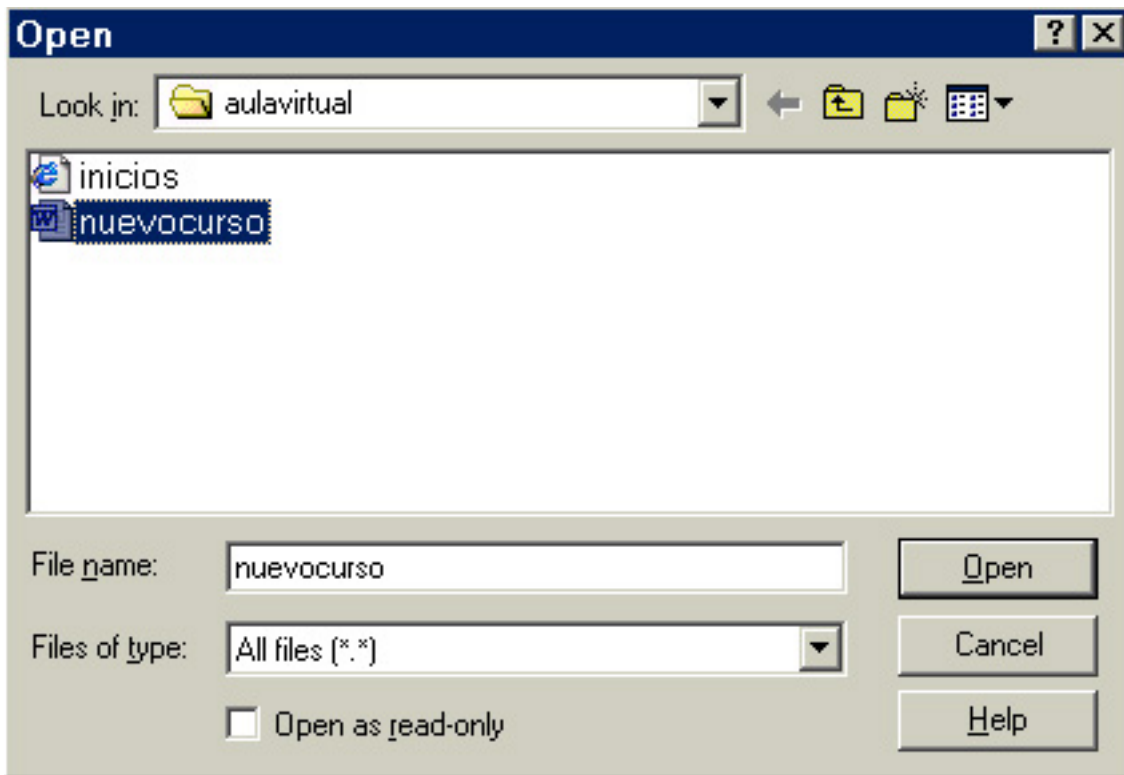 Open
Look in: aulavirtual
inicios
nuevocurso
File name: nuevocurso Open
Files of type: All files (*.*) Cancel
Open as read-only Help